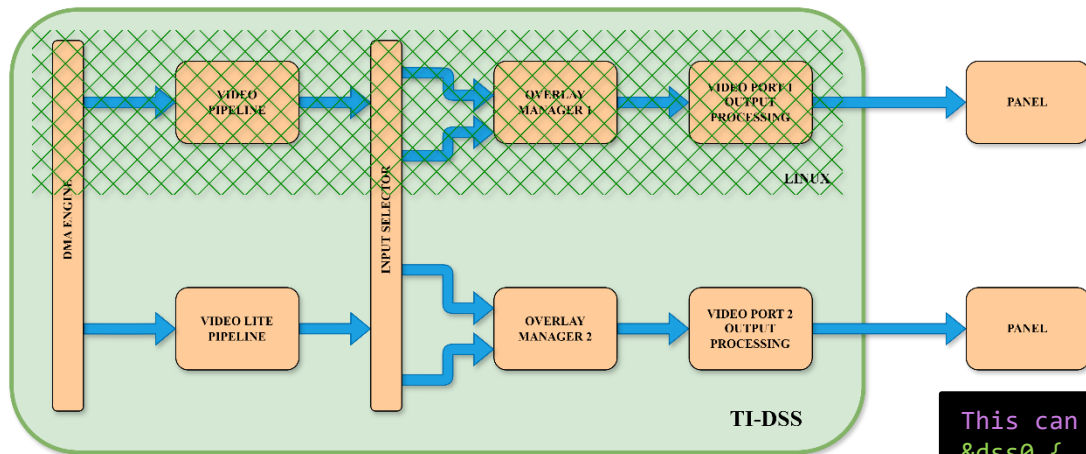 DMA ENGINE
VIDEO
PIPELINE
INPUT SELECTOR
OVERLAY
MANAGER 1
VIDEO PORT 1
OUTPUT
PROCESSING
PANEL
LINUX
VIDEO LITE
PIPELINE
OVERLAY
MANAGER 2
VIDEO PORT 2
OUTPUT
PROCESSING
PANEL
TI-DSS
This can
&dss0 {